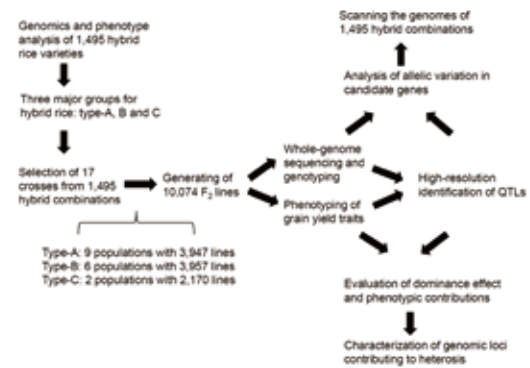 Genomics and phenotype
analysis of 1,495 hybrid
rice varieties
Three major groups for
hybrid rice: type-A, B and C
Selection of 17
crosses from 1,495
hybrid combinations
Type-A: 9 populations with 3,947 lines
Type-B: 6 populations with 3,957 lines
Type-C: 2 populations with 2,170 lines
Generating of
10,074 F2 lines
Whole-genome
sequencing and
genotyping
Phenotyping of
grain yield traits
Scanning the genomes of
1,495 hybrid combinations
Analysis of allelic variation in
candidate genes
High-resolution
identification of QTLs
Evaluation of dominance effect
and phenotypic contributions
Characterization of genomic loci
contributing to heterosis